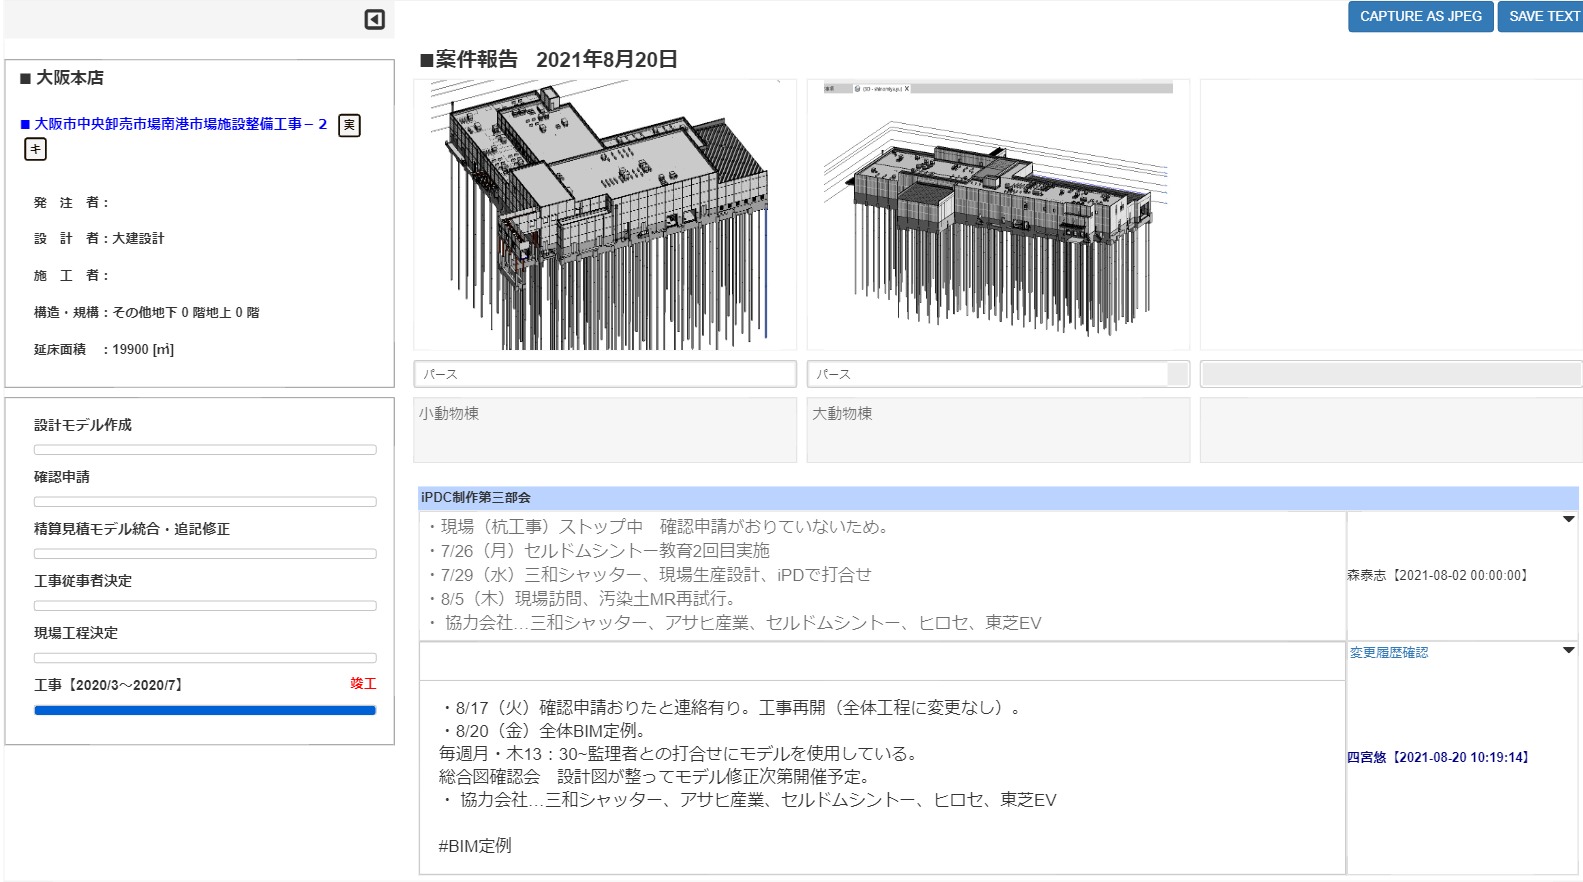 CAPTURE AS JPEG
SAVE TEXT
■ 大阪本店
■ 大阪市中央卸売市場南港市場施設整備工事－２ 実
キ
発　注　者：
設　計　者：大建設計
施　工　者：
構造・規構：その他地下０階地上０階
延床面積　：19900 [㎡]
設計モデル作成
確認申請
精算見積モデル統合・追記修正
工事従事者決定
現場工程決定
工事【2020/3～2020/7】 竣工
■案件報告　2021年8月20日
パース
パース
小動物棟
大動物棟
iPDC制作第三部会
・現場（杭工事）ストップ中　確認申請がおりていないため。
・7/26（月）セルドムシントー教育2回目実施
・7/29（水）三和シャッター、現場生産設計、iPDで打合せ
・8/5（木）現場訪問、汚染土MR再試行。
・ 協力会社…三和シャッター、アサヒ産業、セルドムシントー、ヒロセ、東芝EV
森泰志【2021-08-02 00:00:00】
変更履歴確認
・8/17（火）確認申請おりたと連絡有り。工事再開（全体工程に変更なし）。
・8/20（金）全体BIM定例。
毎週月・木13：30~監理者との打合せにモデルを使用している。
総合図確認会　設計図が整ってモデル修正次第開催予定。
・ 協力会社…三和シャッター、アサヒ産業、セルドムシントー、ヒロセ、東芝EV
#BIM定例
四宮悠【2021-08-20 10:19:14】